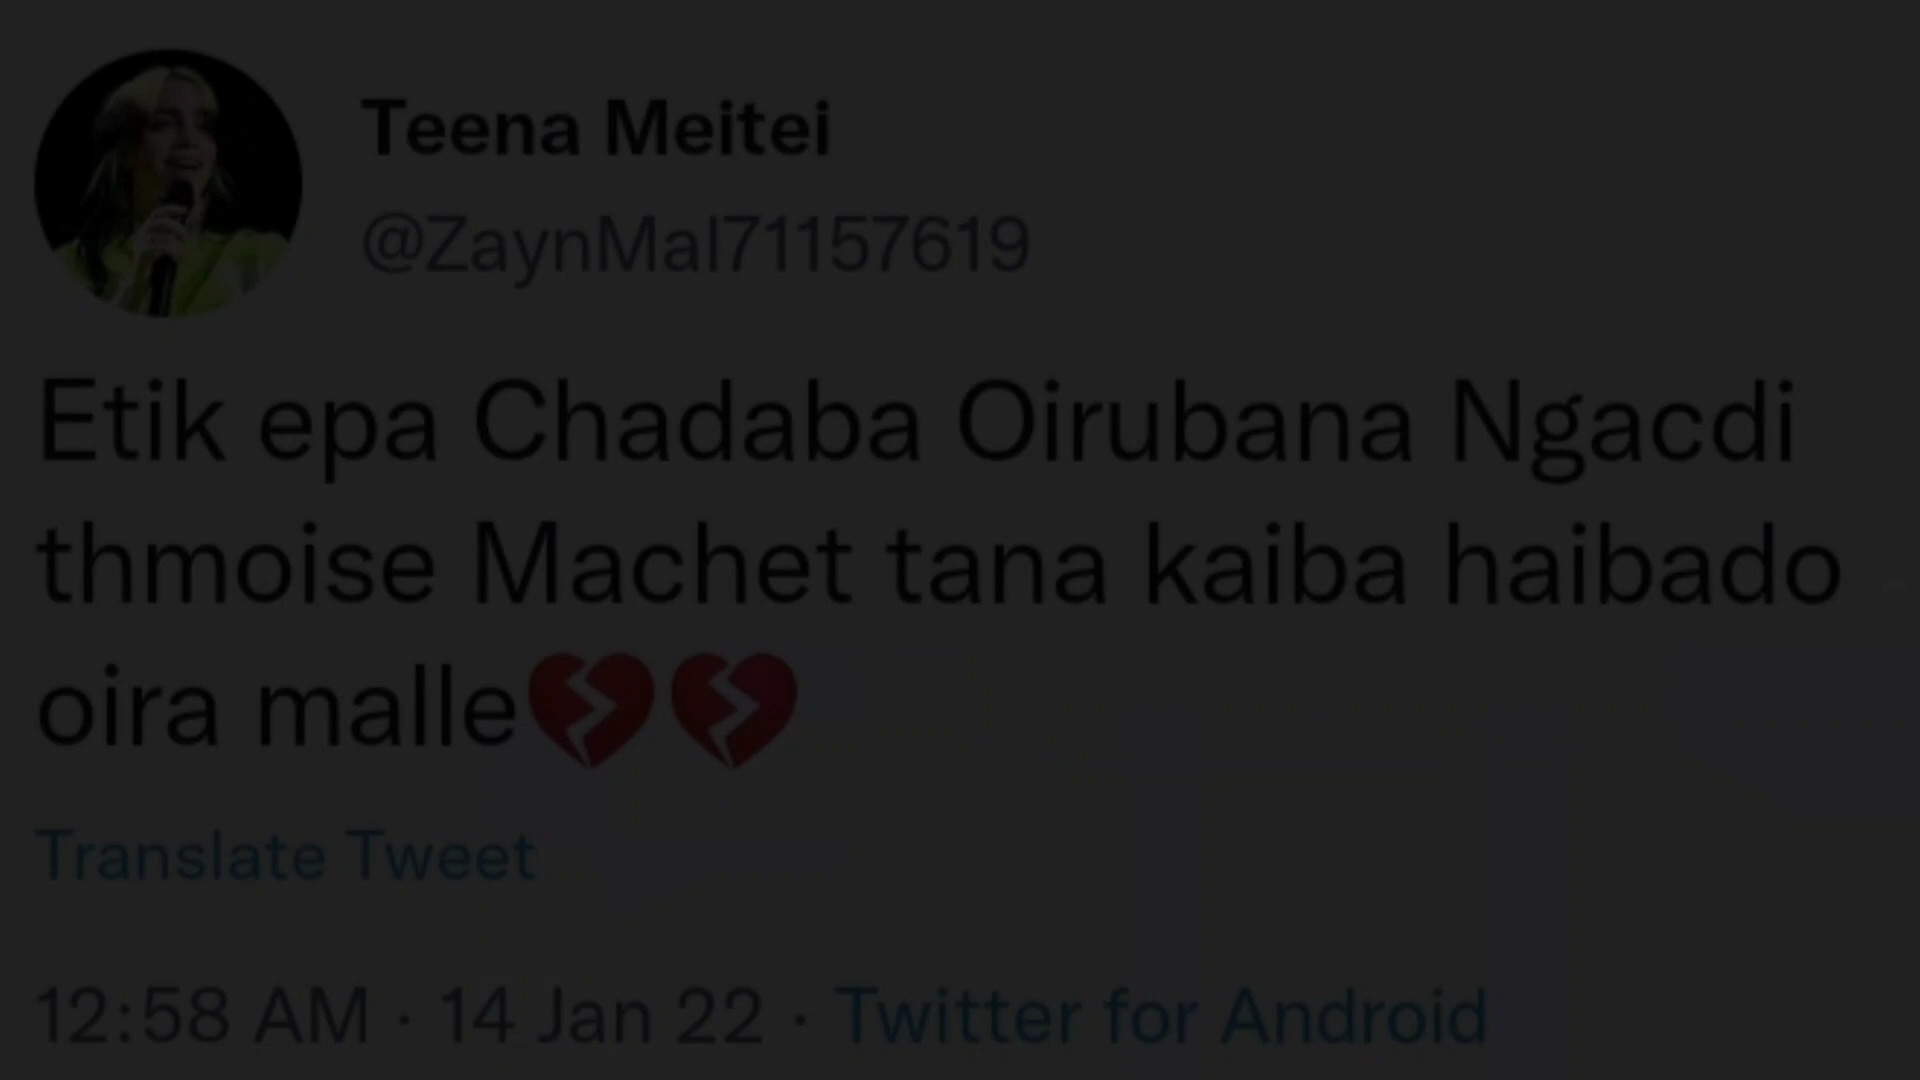 Teena Meitei
@ZaynMal71157619
Etik epa Chadaba Oirubana Ngacdi
thmoise Machet tana kaiba haibado
oira malle💔💔
Translate Tweet
12:58 AM · 14 Jan 22 · Twitter for Android